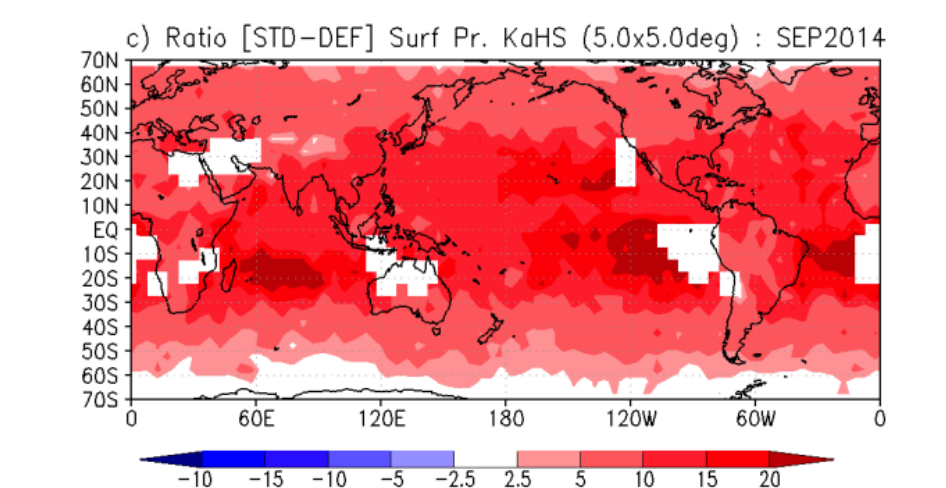 c) Ratio [STD-DEF] Surf Pr. KaHS (5.0x5.0deg) : SEP2014
70N
60N
50N
40N
30N
20N
10N
EQ
10S
20S
30S
40S
50S
60S
70S
0 60E 120E 180 120W 60W 0
-10 -15 -10 -5 -2.5 2.5 5 10 15 20